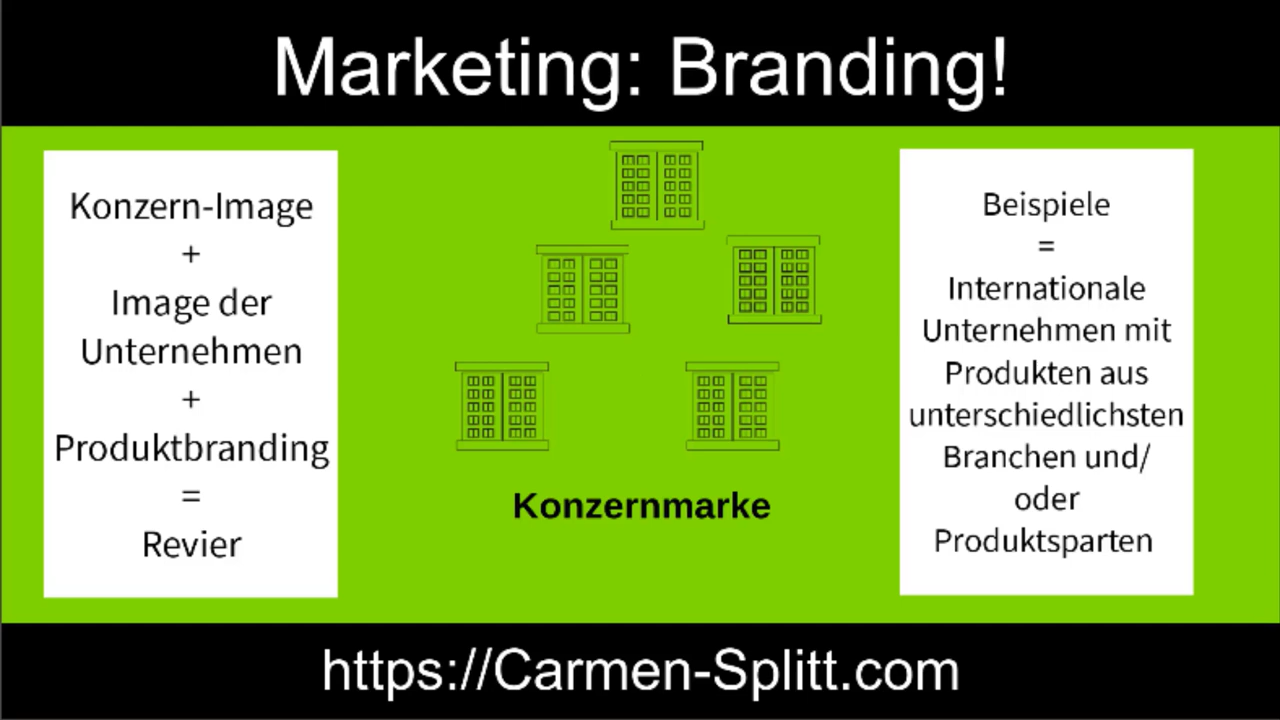 Marketing: Branding!
Konzern-Image
+
Image der
Unternehmen
+
Produktbranding
=
Revier
Konzernmarke
Beispiele
=
Internationale
Unternehmen mit
Produkten aus
unterschiedlichsten
Branchen und/
oder
Produktsparten
https://Carmen-Splitt.com